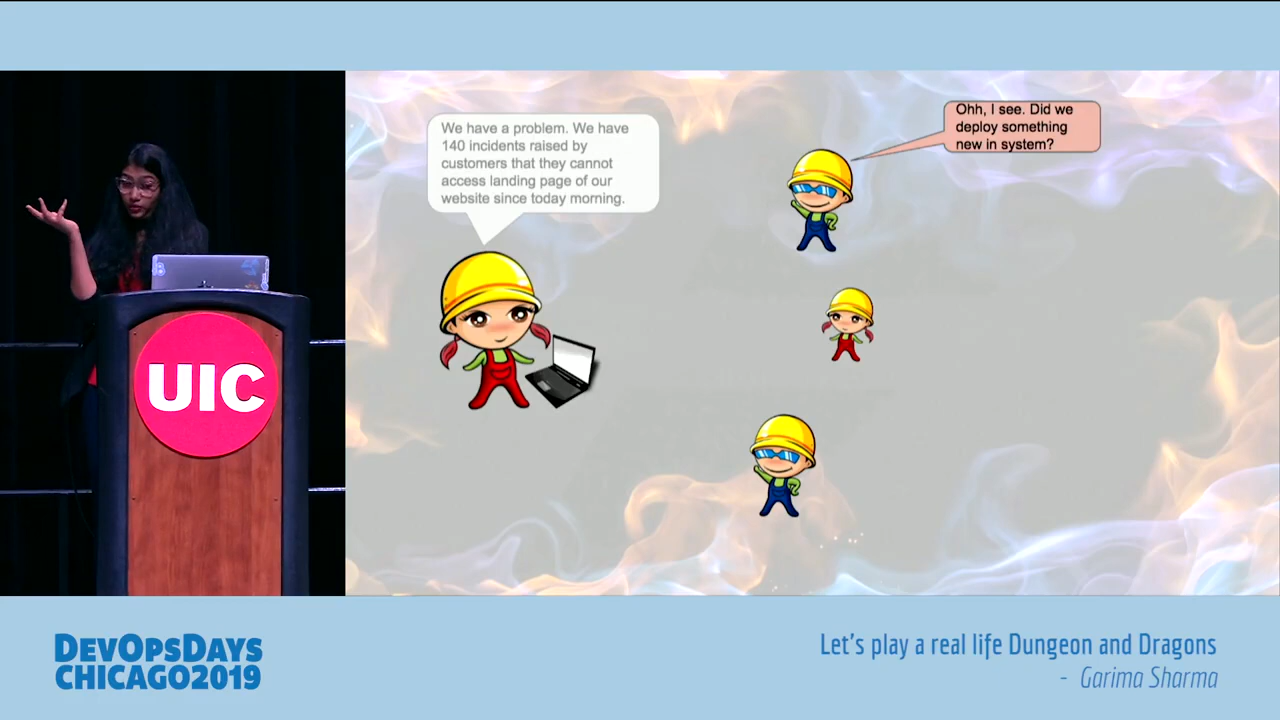 We have a problem. We have
140 incidents raised by
customers that they cannot
access landing page of our
website since today morning.
Ohh, I see. Did we
deploy something
new in system?
UIC
DEVOPSDAYS
CHICAGO2019
Let's play a real life Dungeon and Dragons
- Garima Sharma